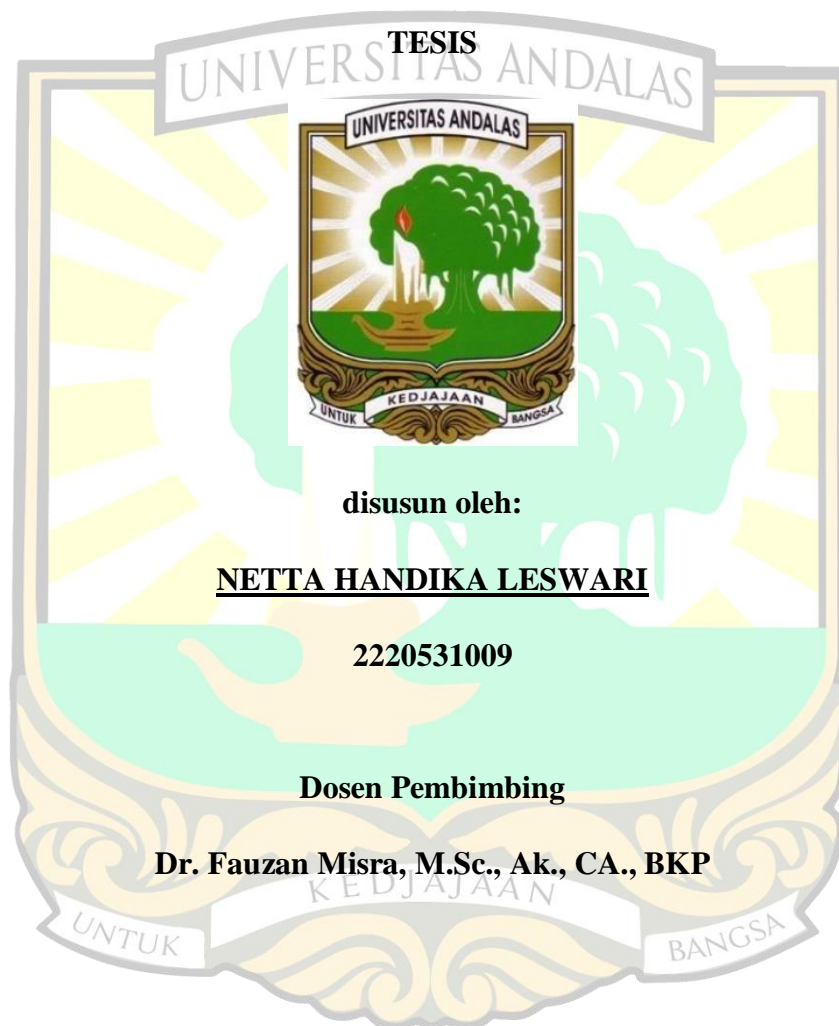 TESIS
UNIVERSITAS ANDALAS
UNIVERSITAS ANDALAS
UNTUK KEDJAJAAN BANGSA
disusun oleh:
NETTA HANDIKA LESWARI
2220531009
Dosen Pembimbing
Dr. Fauzan Misra, M.Sc., Ak., CA., BKP
UNTUK KEDJAJAAN BANGSA